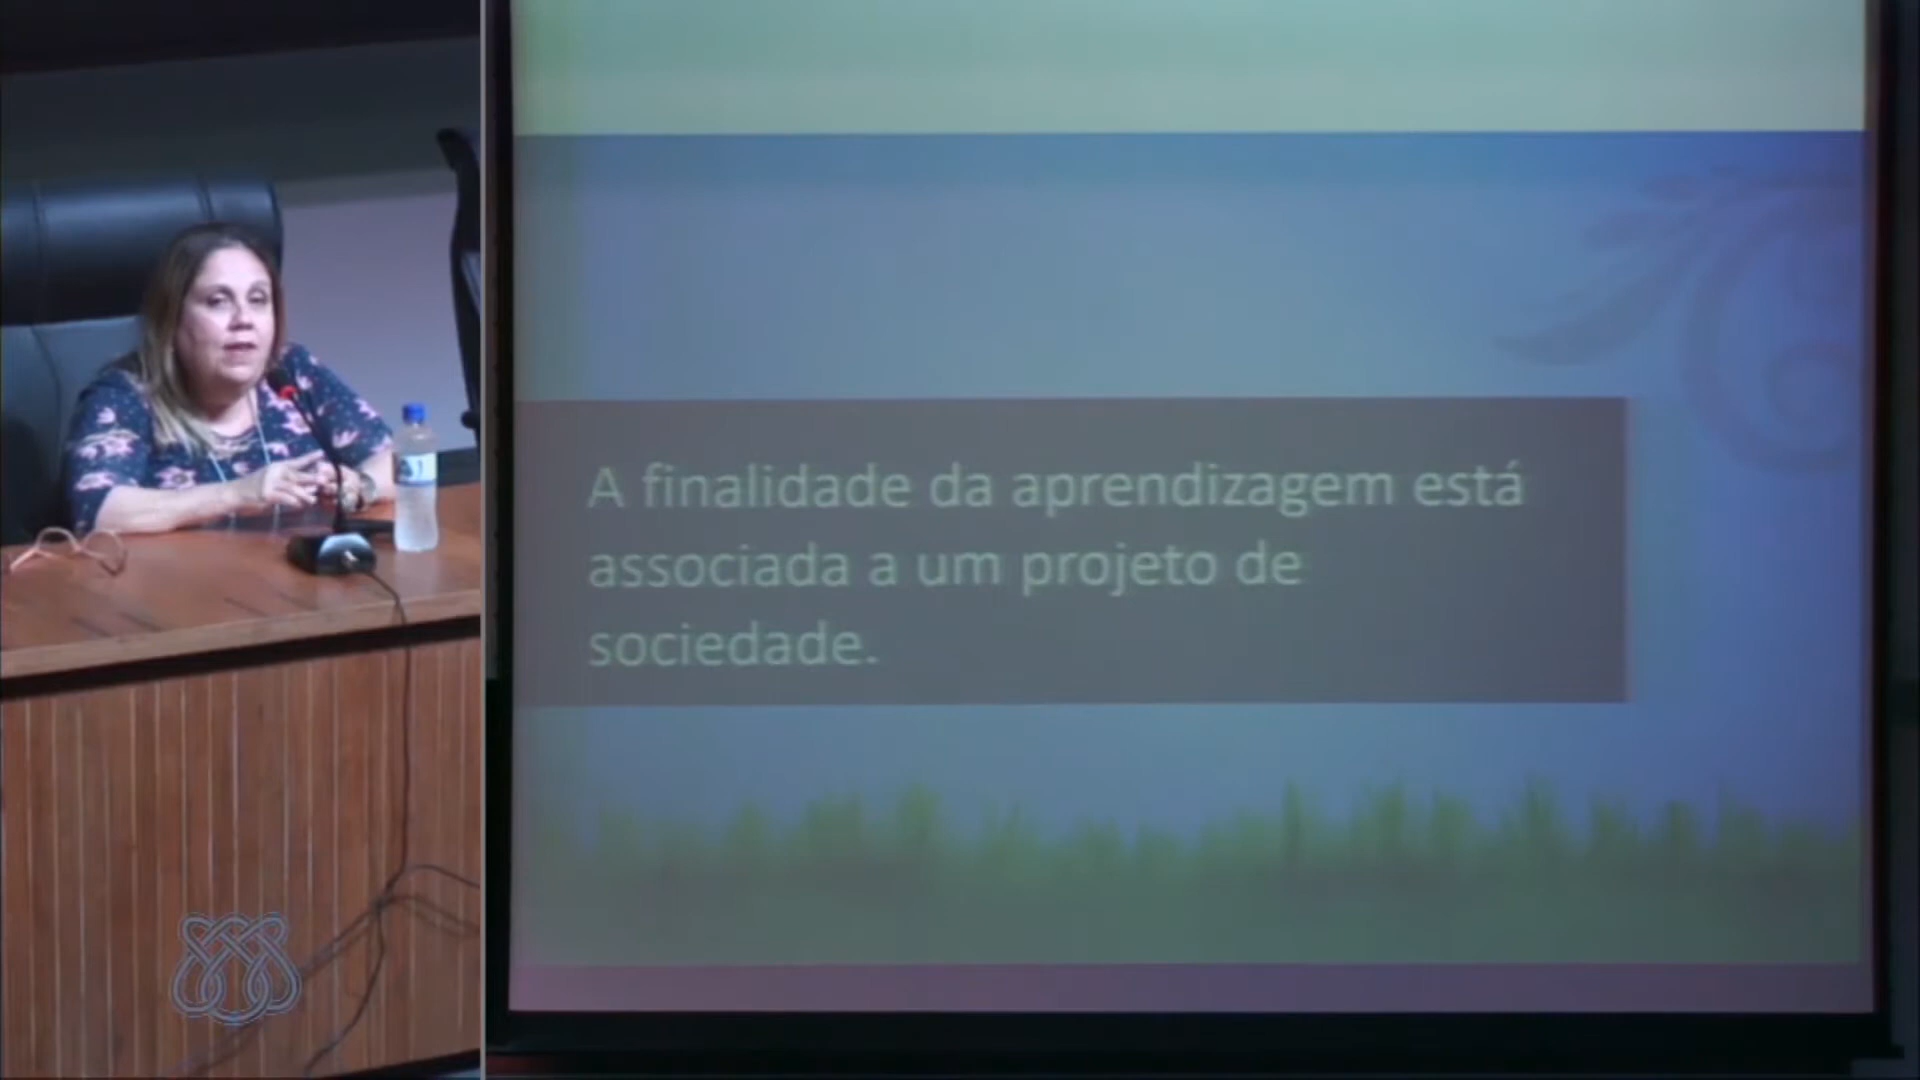 A finalidade da aprendizagem está
associada a um projeto de
sociedade.